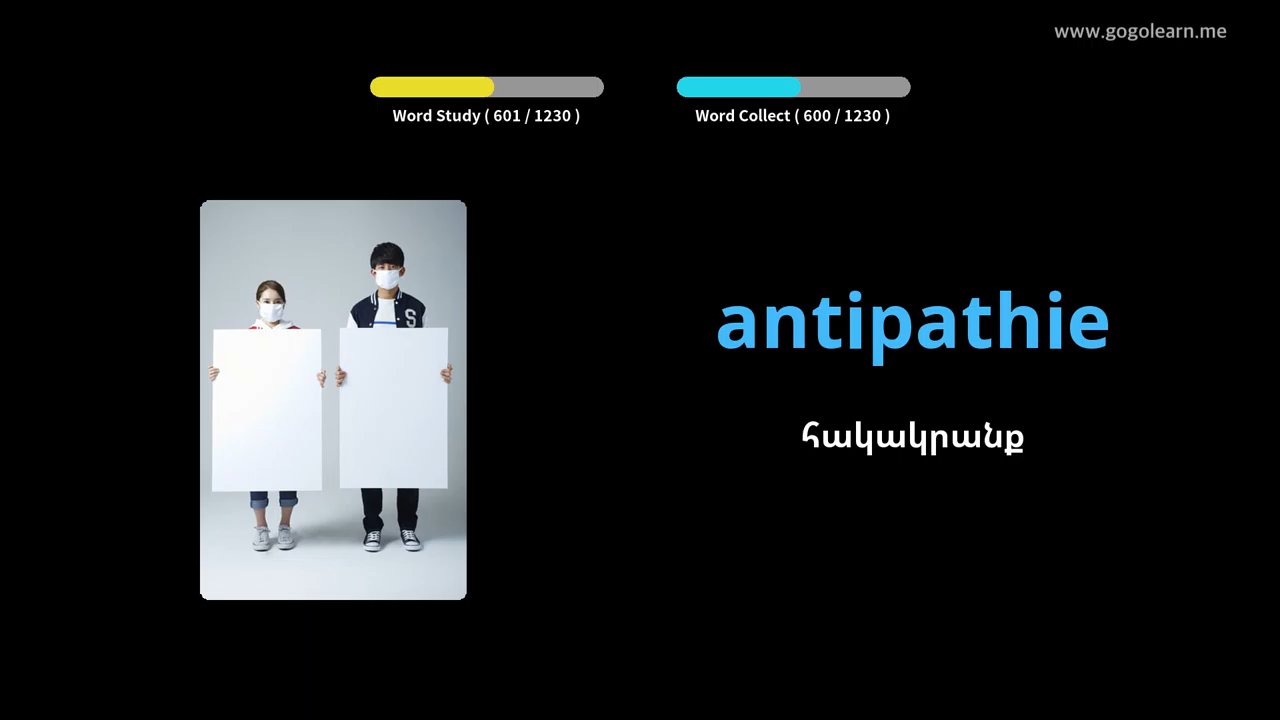 www.gogolearn.me
Word Study ( 601 / 1230 )
Word Collect ( 600 / 1230 )
S
antipathie
հակակրանք